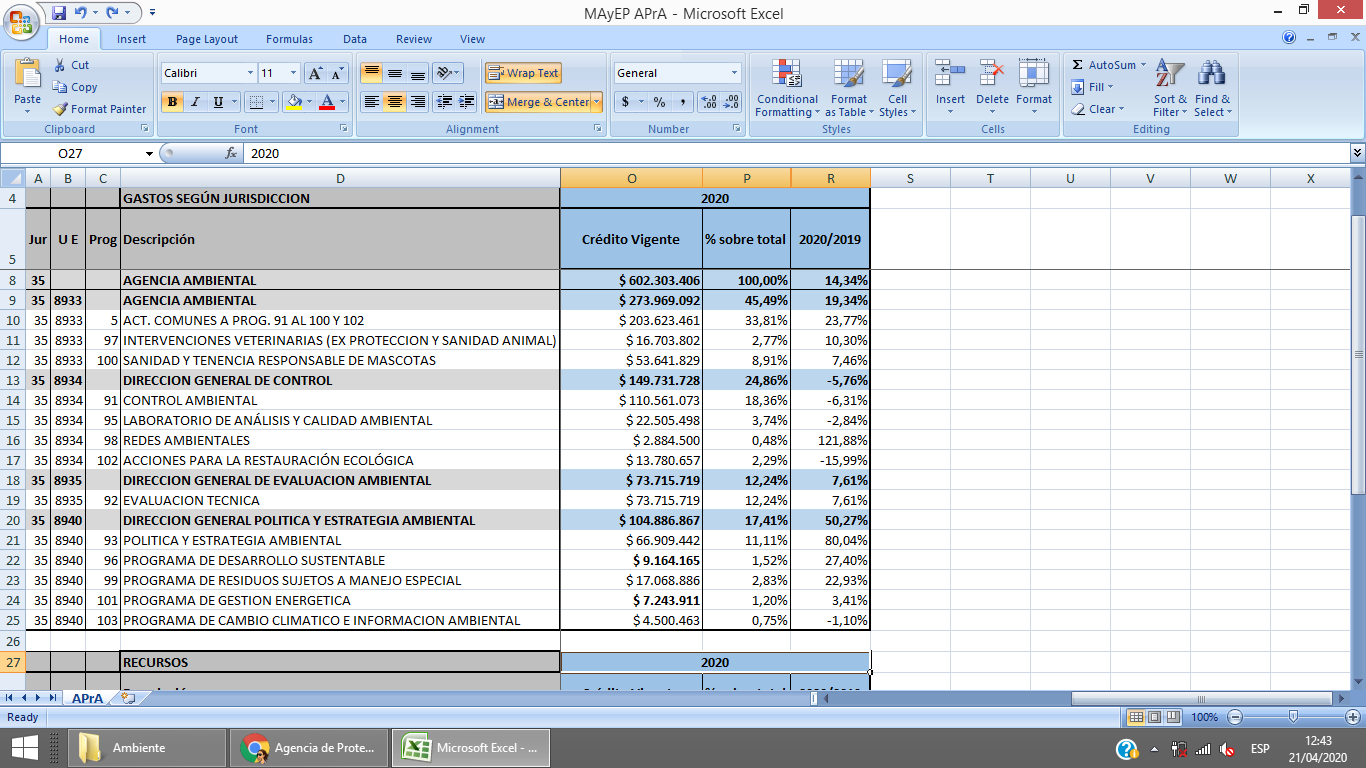 MAyEP APrA - Microsoft Excel
Home Insert Page Layout Formulas Data Review View
Paste Cut Copy Format Painter
Clipboard
Calibri 11 A A
B I U A
Font
Wrap Text
Merge & Center
Alignment
General
$ % ,
Number
Conditional Formatting Format as Table Cell Styles
Styles
Insert Delete Format
Cells
Σ AutoSum Fill Clear Sort & Filter Find & Select
Editing
O27 fx 2020
A B C D O P R S T U V W X
4 GASTOS SEGÚN JURISDICCION 2020
5 Jur U E Prog Descripción Crédito Vigente % sobre total 2020/2019
8 35 AGENCIA AMBIENTAL $ 602.303.406 100,00% 14,34%
9 35 8933 AGENCIA AMBIENTAL $ 273.969.092 45,49% 19,34%
10 35 8933 5 ACT. COMUNES A PROG. 91 AL 100 Y 102 $ 203.623.461 33,81% 23,77%
11 35 8933 97 INTERVENCIONES VETERINARIAS (EX PROTECCION Y SANIDAD ANIMAL) $ 16.703.802 2,77% 10,30%
12 35 8933 100 SANIDAD Y TENENCIA RESPONSABLE DE MASCOTAS $ 53.641.829 8,91% 7,46%
13 35 8934 DIRECCION GENERAL DE CONTROL $ 149.731.728 24,86% -5,76%
14 35 8934 91 CONTROL AMBIENTAL $ 110.561.073 18,36% -6,31%
15 35 8934 95 LABORATORIO DE ANÁLISIS Y CALIDAD AMBIENTAL $ 22.505.498 3,74% -2,84%
16 35 8934 98 REDES AMBIENTALES $ 2.884.500 0,48% 121,88%
17 35 8934 102 ACCIONES PARA LA RESTAURACIÓN ECOLÓGICA $ 13.780.657 2,29% -15,99%
18 35 8935 DIRECCION GENERAL DE EVALUACION AMBIENTAL $ 73.715.719 12,24% 7,61%
19 35 8935 92 EVALUACION TECNICA $ 73.715.719 12,24% 7,61%
20 35 8940 DIRECCION GENERAL POLITICA Y ESTRATEGIA AMBIENTAL $ 104.886.867 17,41% 50,27%
21 35 8940 93 POLITICA Y ESTRATEGIA AMBIENTAL $ 66.909.442 11,11% 80,04%
22 35 8940 96 PROGRAMA DE DESARROLLO SUSTENTABLE $ 9.164.165 1,52% 27,40%
23 35 8940 99 PROGRAMA DE RESIDUOS SUJETOS A MANEJO ESPECIAL $ 17.068.886 2,83% 22,93%
24 35 8940 101 PROGRAMA DE GESTION ENERGETICA $ 7.243.911 1,20% 3,41%
25 35 8940 103 PROGRAMA DE CAMBIO CLIMATICO E INFORMACION AMBIENTAL $ 4.500.463 0,75% -1,10%
26
27 RECURSOS 2020
APrA
Ready 100%
Ambiente Agencia de Prote... Microsoft Excel - ... ESP 12:43
21/04/2020